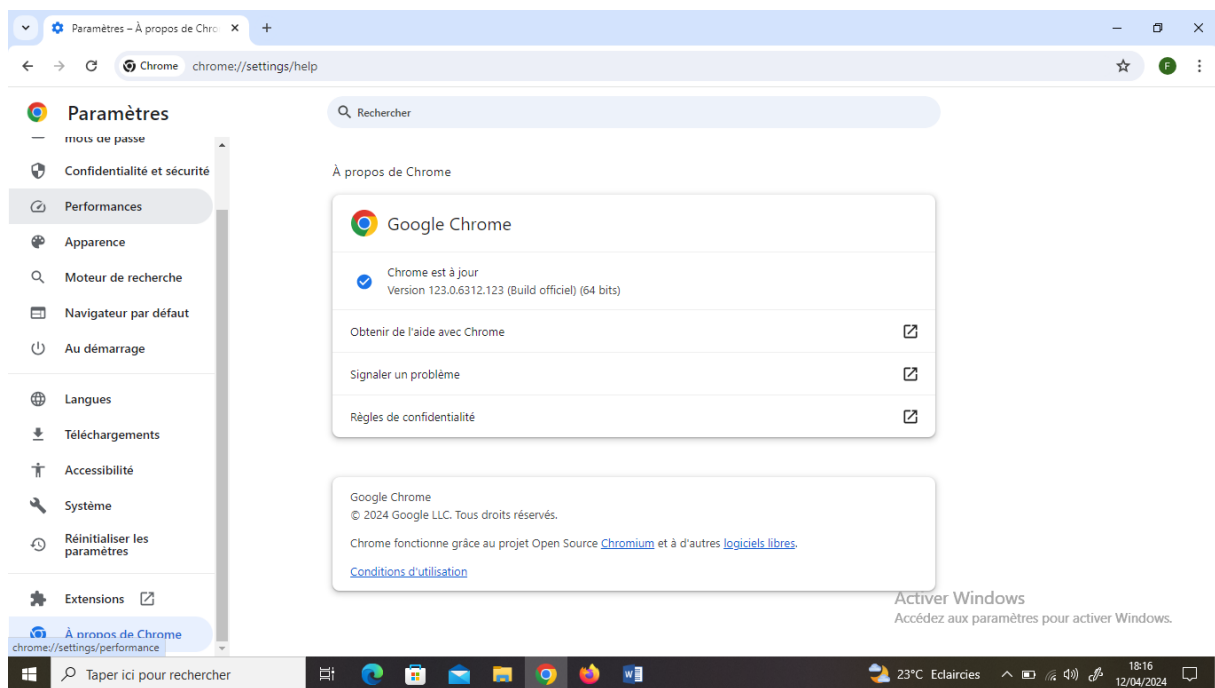 Paramètres – À propos de Chro
Chrome chrome://settings/help
Paramètres
Rechercher
mots de passe
Confidentialité et sécurité
Performances
Apparence
Moteur de recherche
Navigateur par défaut
Au démarrage
Langues
Téléchargements
Accessibilité
Système
Réinitialiser les
paramètres
Extensions
À propos de Chrome
chrome://settings/performance
À propos de Chrome
Google Chrome
Chrome est à jour
Version 123.0.6312.123 (Build officiel) (64 bits)
Obtenir de l'aide avec Chrome
Signaler un problème
Règles de confidentialité
Google Chrome
© 2024 Google LLC. Tous droits réservés.
Chrome fonctionne grâce au projet Open Source Chromium et à d'autres logiciels libres.
Conditions d'utilisation
Activer Windows
Accédez aux paramètres pour activer Windows.
Taper ici pour rechercher
23°C Eclaircies
18:16
12/04/2024
F